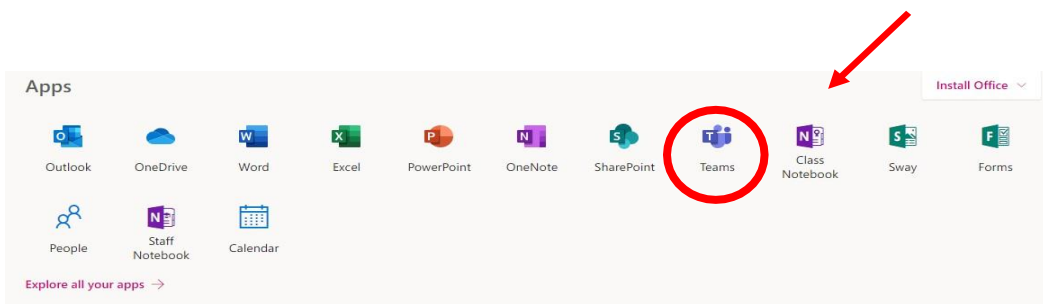 Apps
Install Office
Outlook
OneDrive
Word
Excel
PowerPoint
OneNote
SharePoint
Teams
Class
Notebook
Sway
Forms
People
Staff
Notebook
Calendar
Explore all your apps →